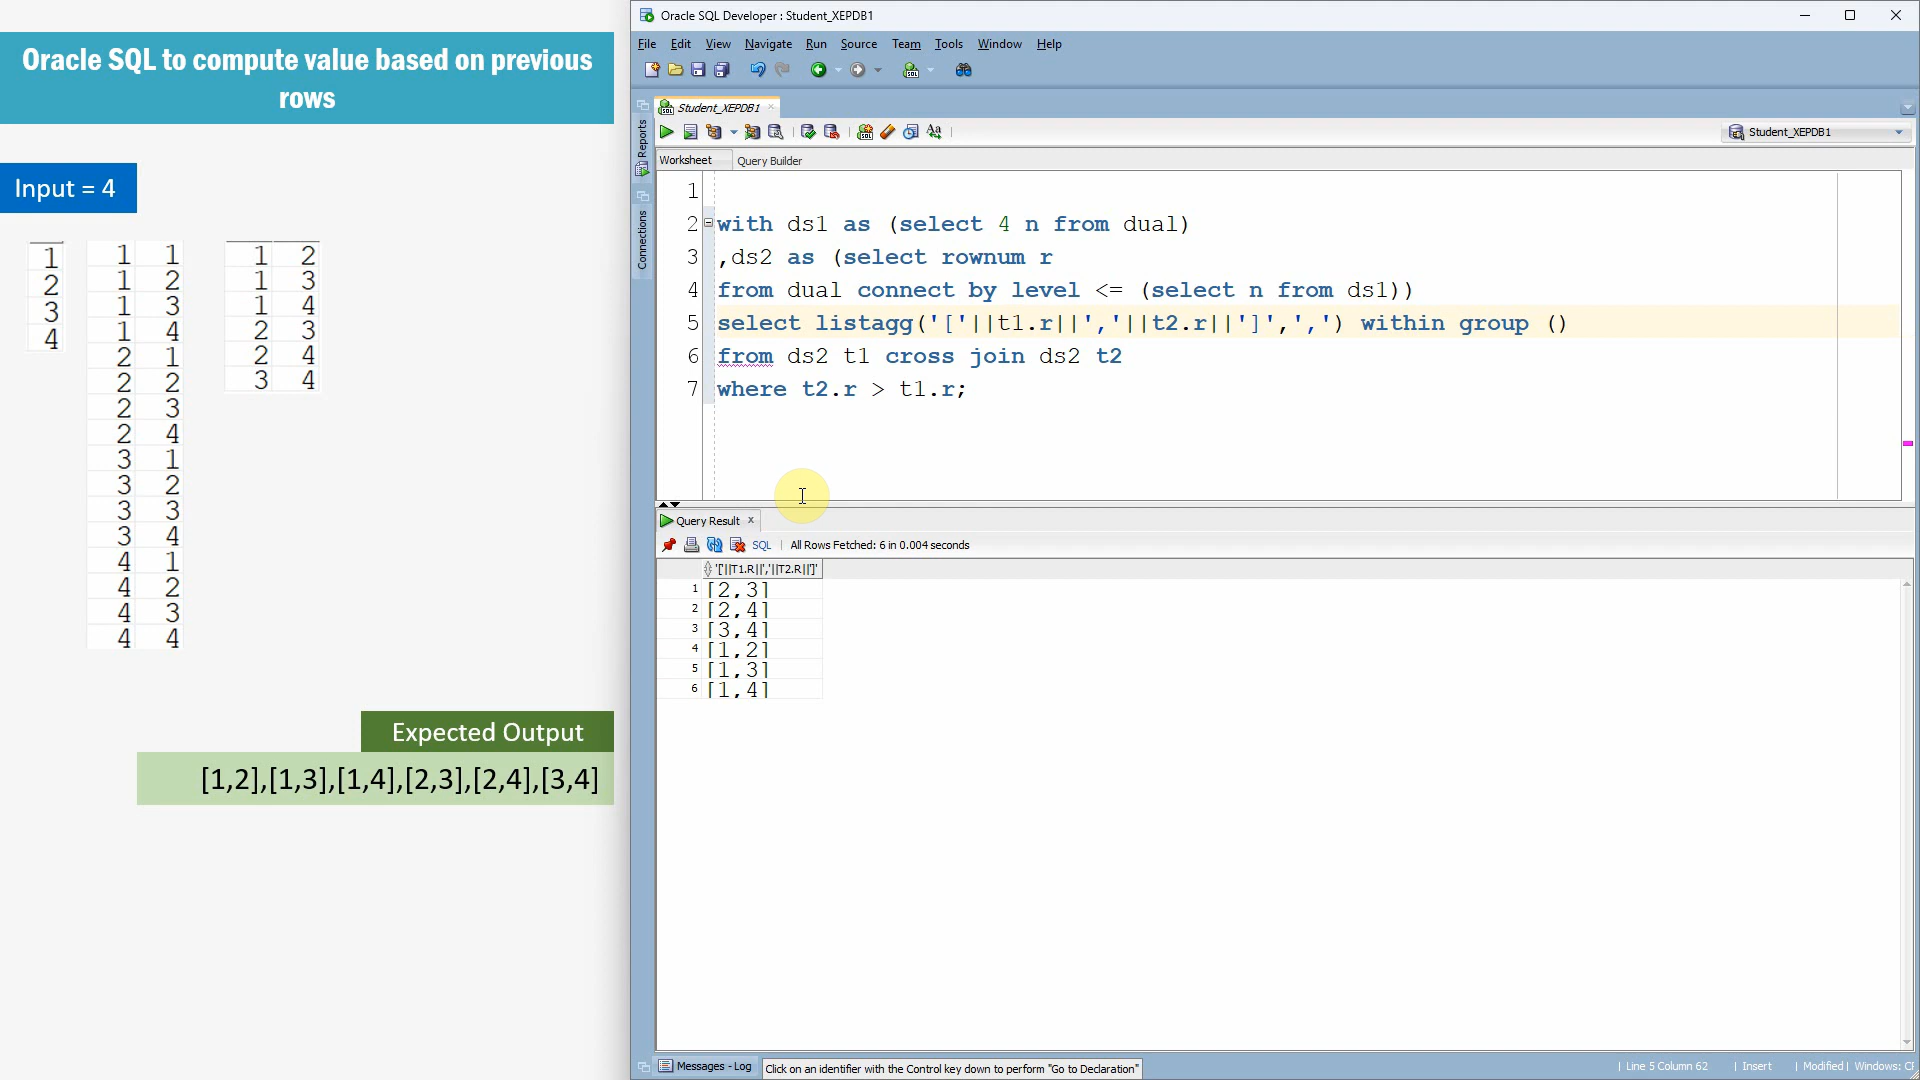 Oracle SQL to compute value based on previous
rows
Input = 4
1
2
3
4
1 1
1 2
1 3
1 4
2 1
2 2
2 3
2 4
3 1
3 2
3 3
3 4
4 1
4 2
4 3
4 4
1 2
1 3
1 4
2 3
2 4
3 4
Expected Output
[1,2],[1,3],[1,4],[2,3],[2,4],[3,4]
Oracle SQL Developer : Student_XEPDB1
File Edit View Navigate Run Source Team Tools Window Help
Student_XEPDB1
Student_XEPDB1
Reports
Connections
Worksheet Query Builder
1
2 with ds1 as (select 4 n from dual)
3 ,ds2 as (select rownum r
4 from dual connect by level <= (select n from ds1))
5 select listagg('['||t1.r||','||t2.r||']',',') within group ()
6 from ds2 t1 cross join ds2 t2
7 where t2.r > t1.r;
Query Result x
SQL | All Rows Fetched: 6 in 0.004 seconds
'['||T1.R||','||T2.R||']'
1 [2,3]
2 [2,4]
3 [3,4]
4 [1,2]
5 [1,3]
6 [1,4]
Messages - Log
Click on an identifier with the Control key down to perform "Go to Declaration"
| Line 5 Column 62 | Insert | Modified | Windows: CF